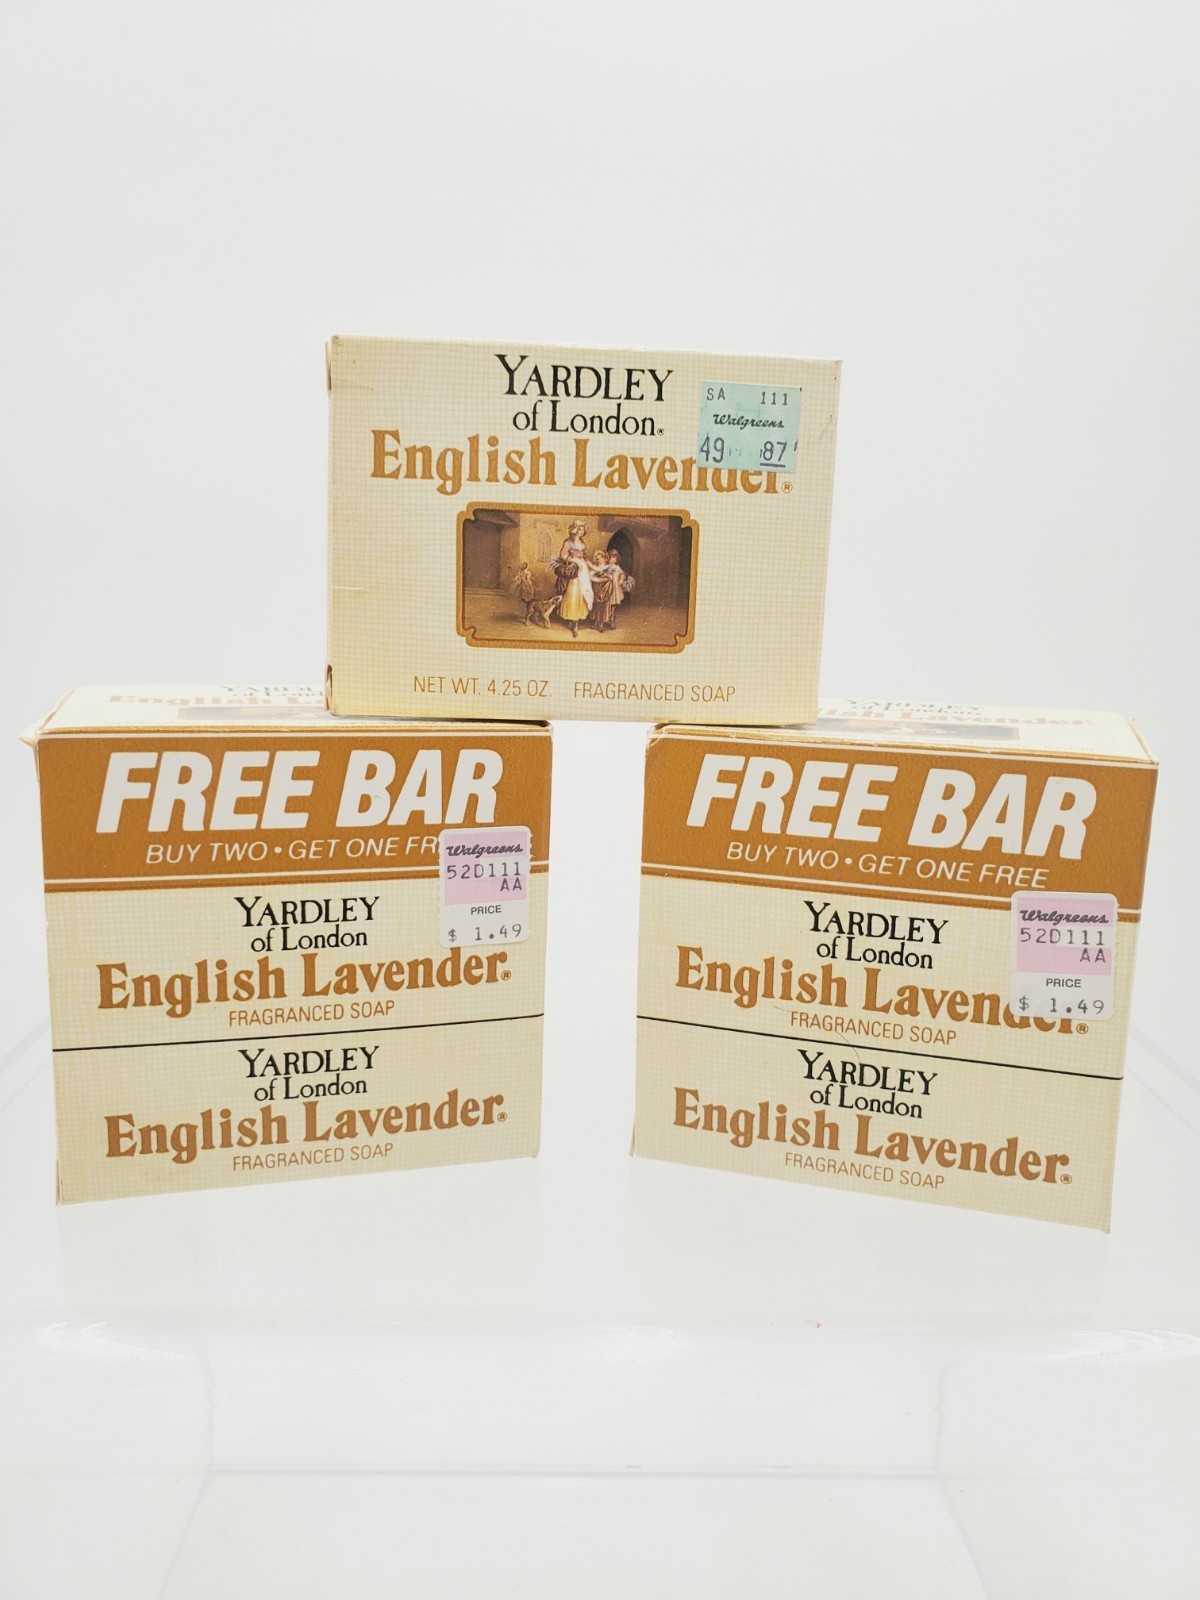 YARDLEY
of London®
English Lavender®
SA 111
Walgreens
49 87
NET WT. 4.25 OZ. FRAGRANCED SOAP
FREE BAR
BUY TWO • GET ONE FR
Walgreens
52D111
AA
PRICE
$ 1.49
YARDLEY
of London
English Lavender®
FRAGRANCED SOAP
YARDLEY
of London
English Lavender®
FRAGRANCED SOAP
FREE BAR
BUY TWO • GET ONE FREE
Walgreens
52D111
AA
PRICE
$ 1.49
YARDLEY
of London
English Lavender®
FRAGRANCED SOAP
YARDLEY
of London
English Lavender®
FRAGRANCED SOAP